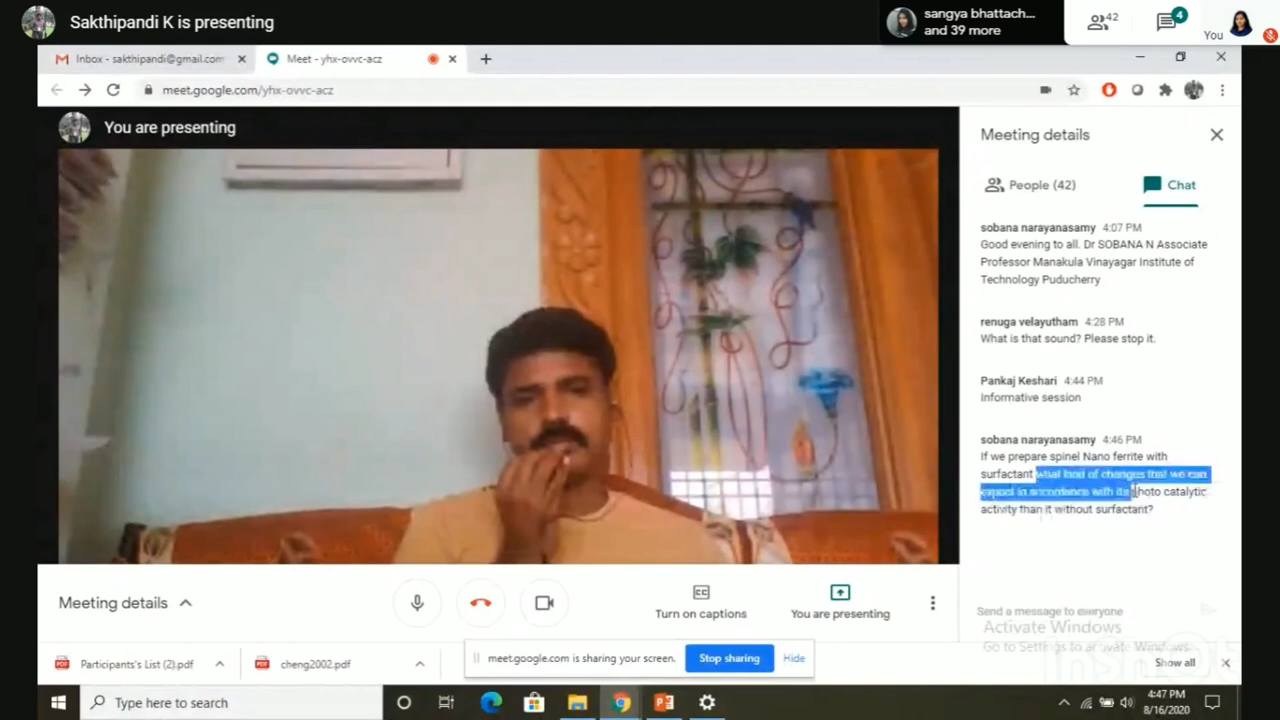 Sakthipandi K is presenting
sangya bhattach...
and 39 more
42
4
You
Inbox - sakthipandi@gmail.com
Meet - yhx-ovvc-acz
meet.google.com/yhx-ovvc-acz
You are presenting
Meeting details
People (42)
Chat
sobana narayanasamy 4:07 PM
Good evening to all. Dr SOBANA N Associate
Professor Manakula Vinayagar Institute of
Technology Puducherry
renuga velayutham 4:28 PM
What is that sound? Please stop it.
Pankaj Keshari 4:44 PM
Informative session
sobana narayanasamy 4:46 PM
If we prepare spinel Nano ferrite with
surfactant what kind of changes that we can
expect in accordance with its photo catalytic
activity than it without surfactant?
Send a message to everyone
Activate Windows
Go to Settings to activate Windows.
Meeting details
Turn on captions
You are presenting
Participants's List (2).pdf
cheng2002.pdf
meet.google.com is sharing your screen.
Stop sharing
Hide
Show all
Type here to search
4:47 PM
8/16/2020